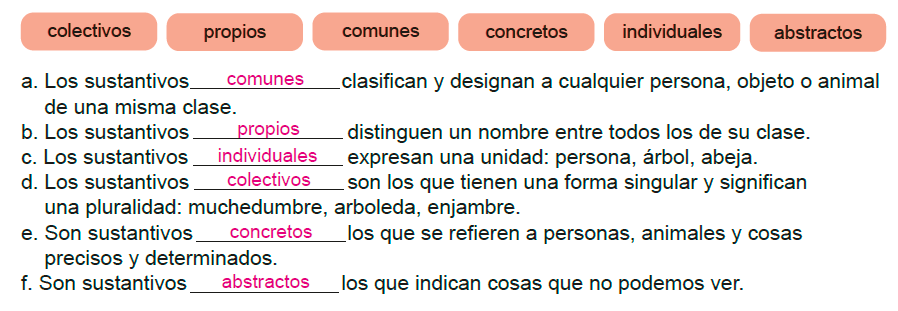 colectivos propios comunes concretos individuales abstractos
a. Los sustantivos comunes clasifican y designan a cualquier persona, objeto o animal
de una misma clase.
b. Los sustantivos propios distinguen un nombre entre todos los de su clase.
c. Los sustantivos individuales expresan una unidad: persona, árbol, abeja.
d. Los sustantivos colectivos son los que tienen una forma singular y significan
una pluralidad: muchedumbre, arboleda, enjambre.
e. Son sustantivos concretos los que se refieren a personas, animales y cosas
precisos y determinados.
f. Son sustantivos abstractos los que indican cosas que no podemos ver.